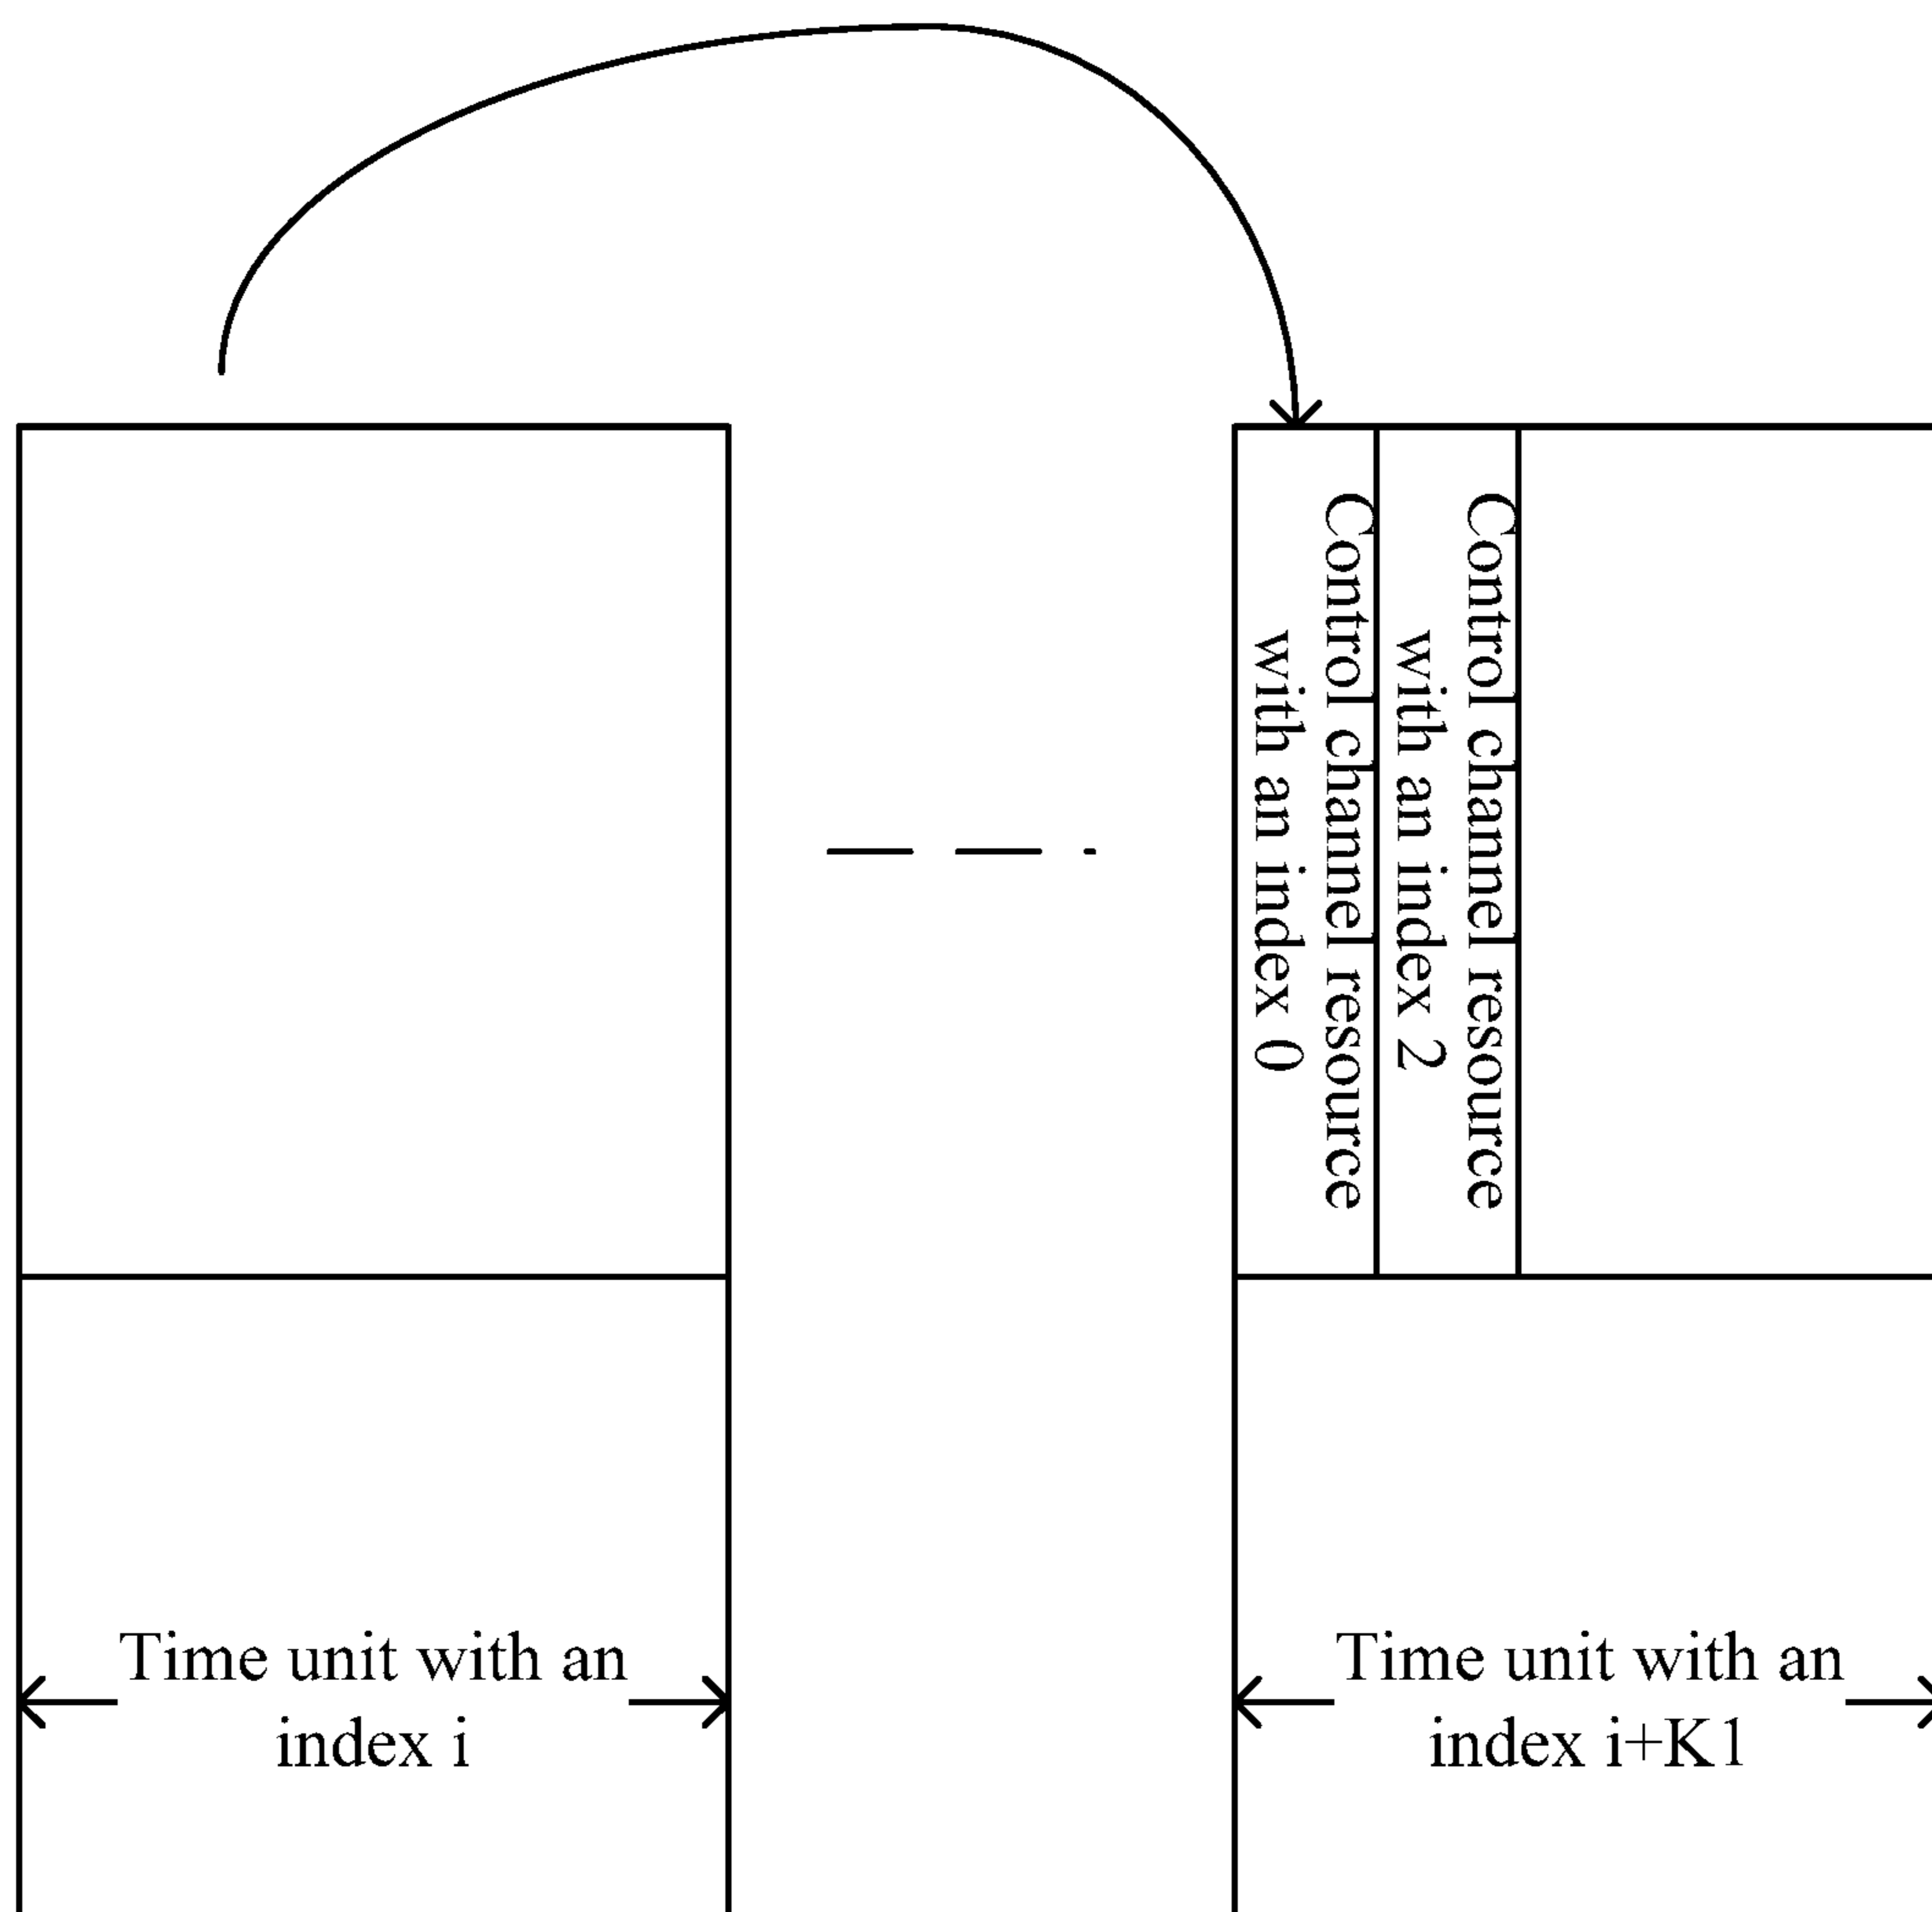 Control channel resource
with an index 0
Control channel resource
with an index 2
Time unit with an
index i
Time unit with an
index i+K1